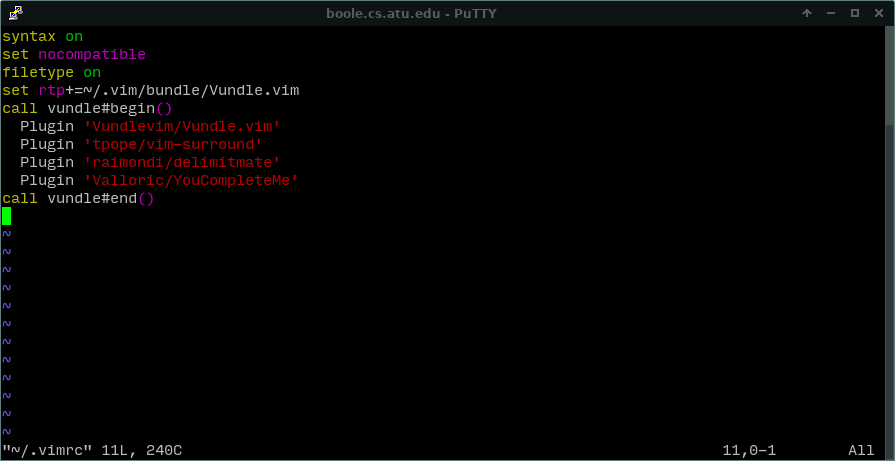 boole.cs.atu.edu - PuTTY
syntax on
set nocompatible
filetype on
set rtp+=~/.vim/bundle/Vundle.vim
call vundle#begin()
  Plugin 'Vundlevim/Vundle.vim'
  Plugin 'tpope/vim-surround'
  Plugin 'raimondi/delimitmate'
  Plugin 'Valloric/YouCompleteMe'
call vundle#end()
~
~
~
~
~
~
~
~
~
~
~
~
"~/.vimrc" 11L, 240C 11,0-1 All